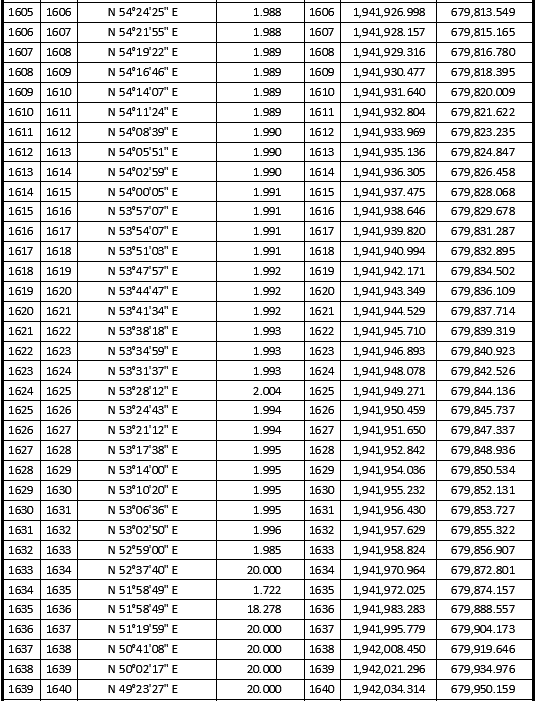 1605 1606 N 54°24'25" E 1.988 1606 1,941,926.998 679,813.549
1606 1607 N 54°21'55" E 1.988 1607 1,941,928.157 679,815.165
1607 1608 N 54°19'22" E 1.989 1608 1,941,929.316 679,816.780
1608 1609 N 54°16'46" E 1.989 1609 1,941,930.477 679,818.395
1609 1610 N 54°14'07" E 1.989 1610 1,941,931.640 679,820.009
1610 1611 N 54°11'24" E 1.989 1611 1,941,932.804 679,821.622
1611 1612 N 54°08'39" E 1.990 1612 1,941,933.969 679,823.235
1612 1613 N 54°05'51" E 1.990 1613 1,941,935.136 679,824.847
1613 1614 N 54°02'59" E 1.990 1614 1,941,936.305 679,826.458
1614 1615 N 54°00'05" E 1.991 1615 1,941,937.475 679,828.068
1615 1616 N 53°57'07" E 1.991 1616 1,941,938.646 679,829.678
1616 1617 N 53°54'07" E 1.991 1617 1,941,939.820 679,831.287
1617 1618 N 53°51'03" E 1.991 1618 1,941,940.994 679,832.895
1618 1619 N 53°47'57" E 1.992 1619 1,941,942.171 679,834.502
1619 1620 N 53°44'47" E 1.992 1620 1,941,943.349 679,836.109
1620 1621 N 53°41'34" E 1.992 1621 1,941,944.529 679,837.714
1621 1622 N 53°38'18" E 1.993 1622 1,941,945.710 679,839.319
1622 1623 N 53°34'59" E 1.993 1623 1,941,946.893 679,840.923
1623 1624 N 53°31'37" E 1.993 1624 1,941,948.078 679,842.526
1624 1625 N 53°28'12" E 2.004 1625 1,941,949.271 679,844.136
1625 1626 N 53°24'43" E 1.994 1626 1,941,950.459 679,845.737
1626 1627 N 53°21'12" E 1.994 1627 1,941,951.650 679,847.337
1627 1628 N 53°17'38" E 1.995 1628 1,941,952.842 679,848.936
1628 1629 N 53°14'00" E 1.995 1629 1,941,954.036 679,850.534
1629 1630 N 53°10'20" E 1.995 1630 1,941,955.232 679,852.131
1630 1631 N 53°06'36" E 1.995 1631 1,941,956.430 679,853.727
1631 1632 N 53°02'50" E 1.996 1632 1,941,957.629 679,855.322
1632 1633 N 52°59'00" E 1.985 1633 1,941,958.824 679,856.907
1633 1634 N 52°37'40" E 20.000 1634 1,941,970.964 679,872.801
1634 1635 N 51°58'49" E 1.722 1635 1,941,972.025 679,874.157
1635 1636 N 51°58'49" E 18.278 1636 1,941,983.283 679,888.557
1636 1637 N 51°19'59" E 20.000 1637 1,941,995.779 679,904.173
1637 1638 N 50°41'08" E 20.000 1638 1,942,008.450 679,919.646
1638 1639 N 50°02'17" E 20.000 1639 1,942,021.296 679,934.976
1639 1640 N 49°23'27" E 20.000 1640 1,942,034.314 679,950.159